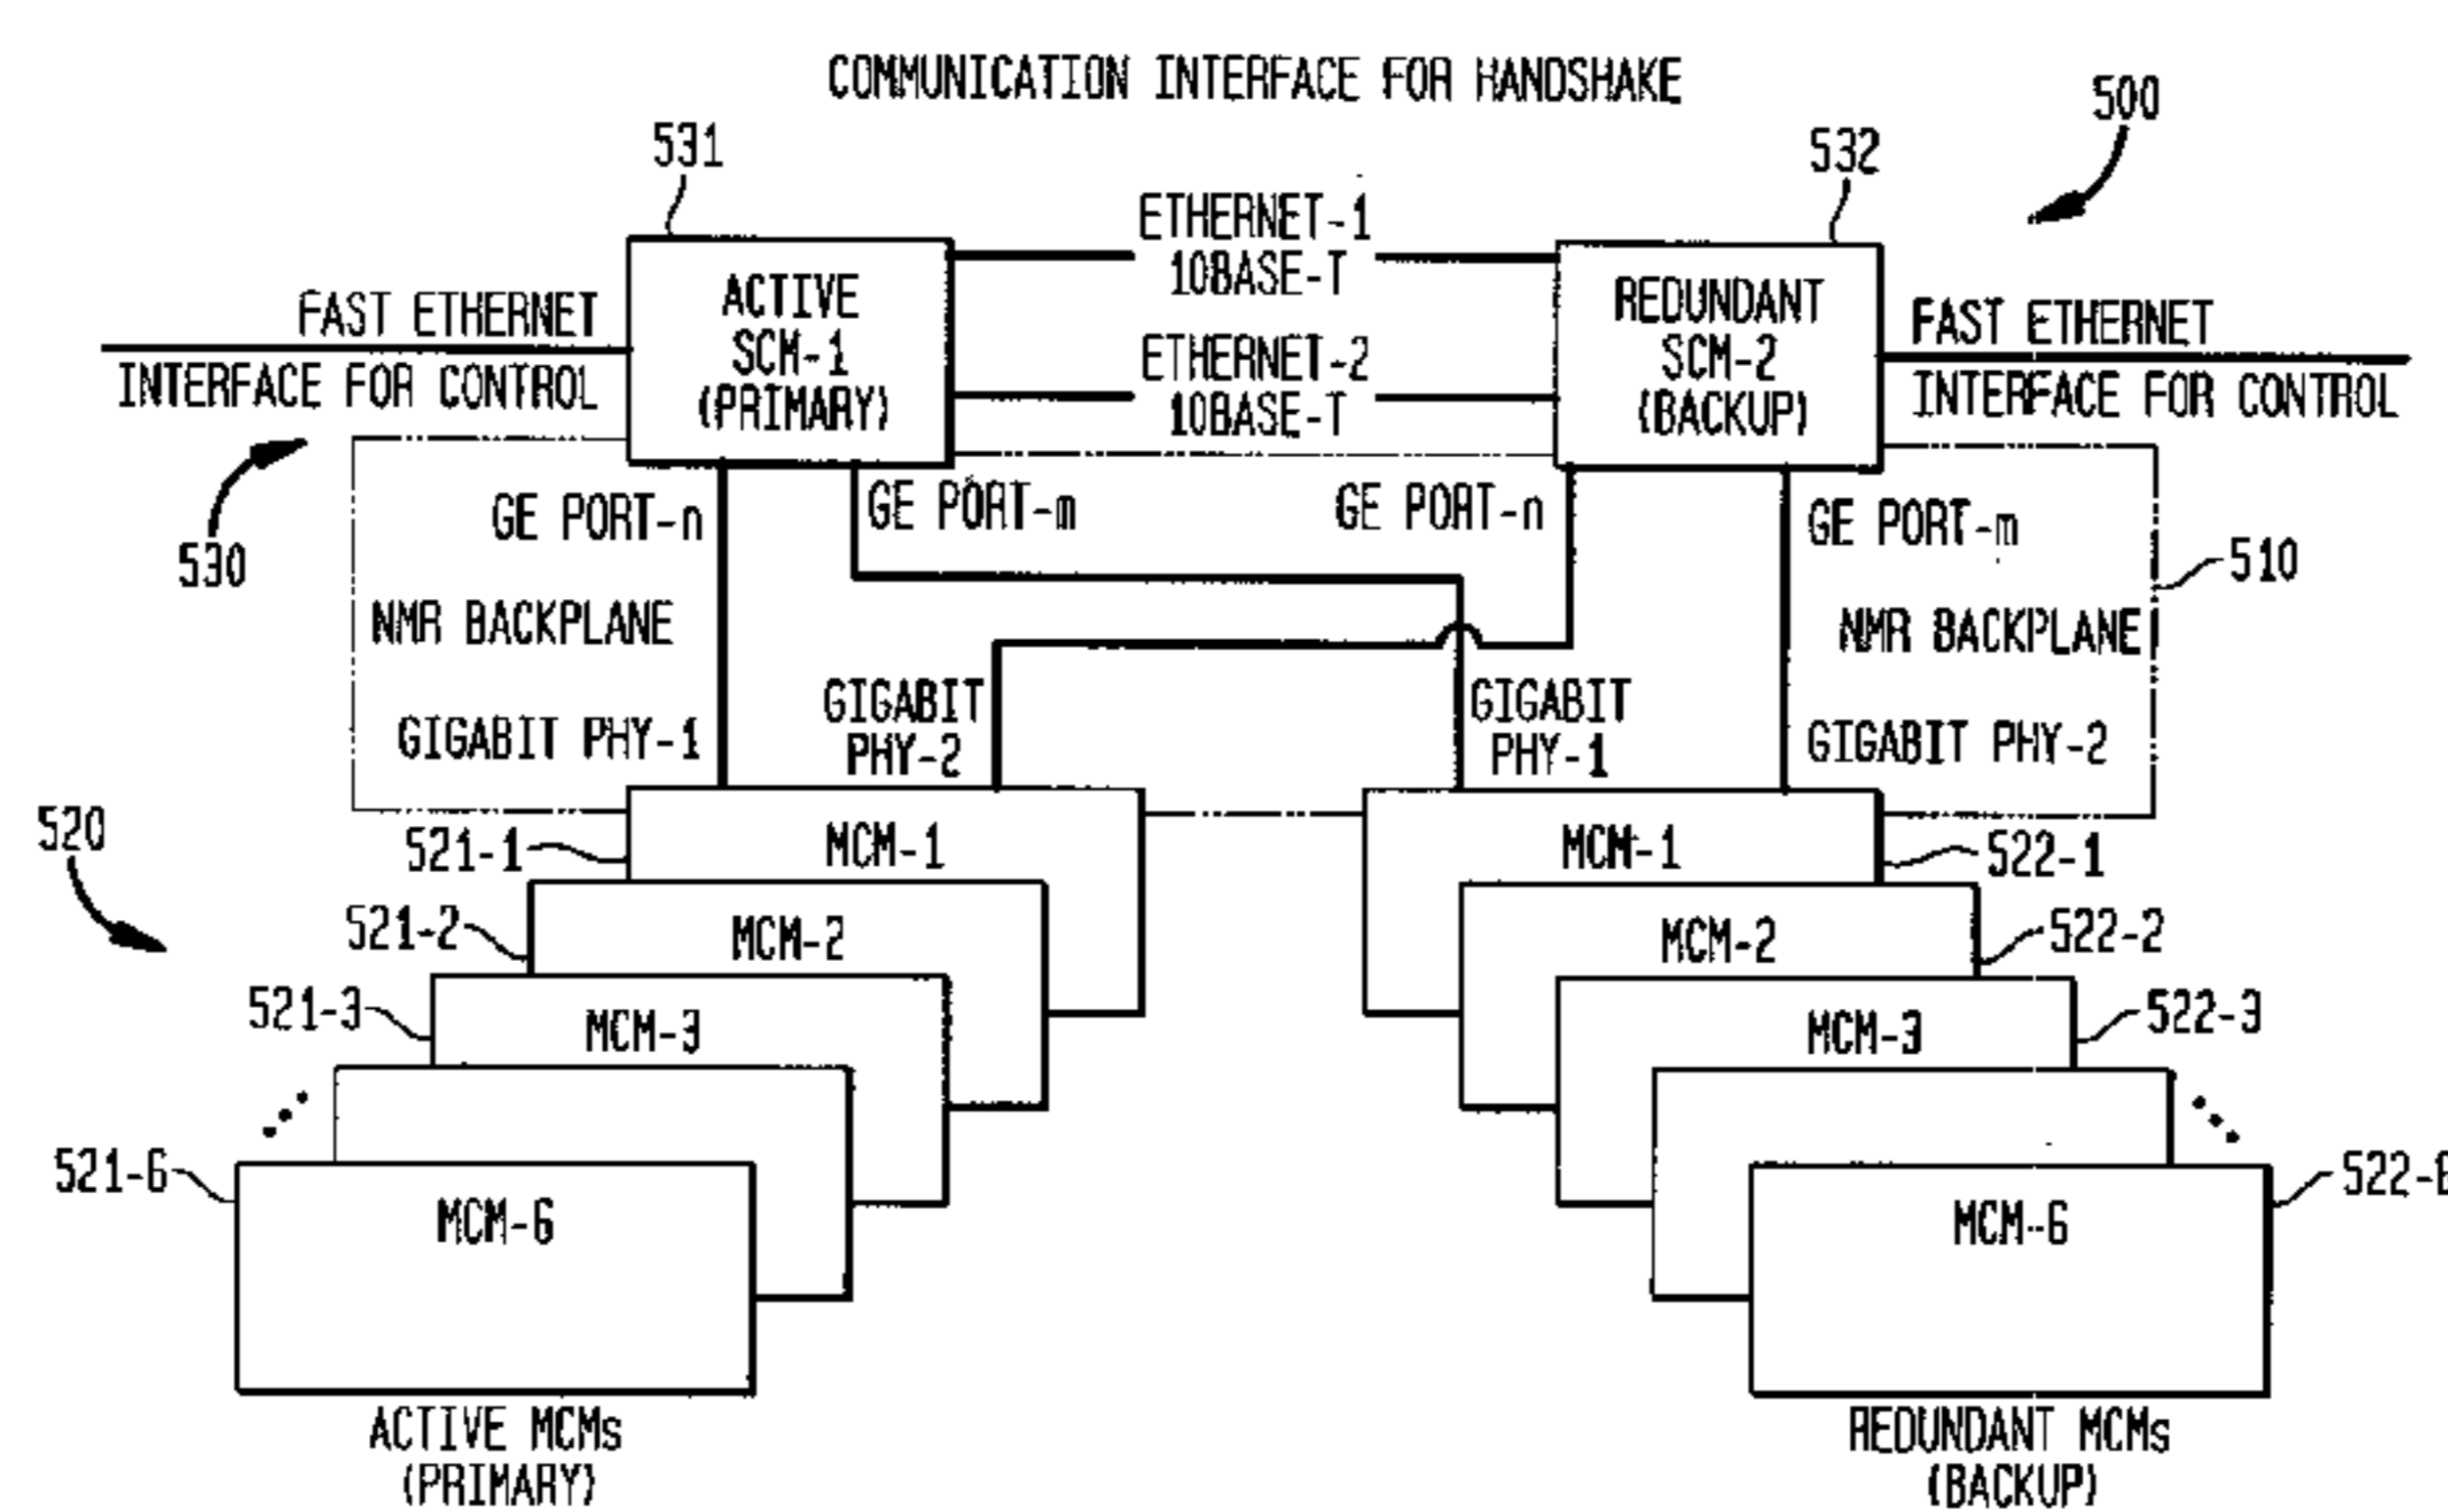 COMMUNICATION INTERFACE FOR HANDSHAKE
500
531
532
ETHERNET-1
10BASE-T
ACTIVE
SCM-1
(PRIMARY)
REDUNDANT
SCM-2
(BACKUP)
FAST ETHERNET
INTERFACE FOR CONTROL
ETHERNET-2
10BASE-T
FAST ETHERNET
INTERFACE FOR CONTROL
530
GE PORT-n
GE PORT-m
GE PORT-n
GE PORT-m
510
NMR BACKPLANE
NMR BACKPLANE
GIGABIT PHY-1
GIGABIT
PHY-2
GIGABIT
PHY-1
GIGABIT PHY-2
520
521-1
MCM-1
MCM-1
522-1
521-2
MCM-2
MCM-2
522-2
521-3
MCM-3
MCM-3
522-3
521-6
MCM-6
MCM-6
522-6
ACTIVE MCMs
(PRIMARY)
REDUNDANT MCMs
(BACKUP)